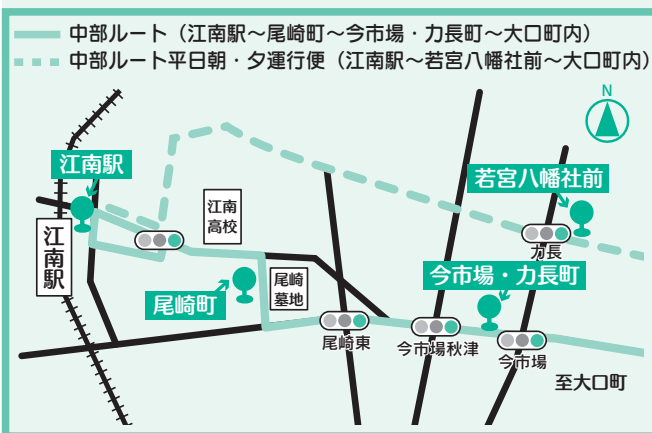 中部ルート（江南駅～尾崎町～今市場・力長町～大口町内）
中部ルート平日朝・夕運行便（江南駅～若宮八幡社前～大口町内）
N
江南駅
若宮八幡社前
江南
高校
江南駅
力長
今市場・力長町
尾崎町
尾崎
墓地
尾崎東
今市場秋津
今市場
至大口町